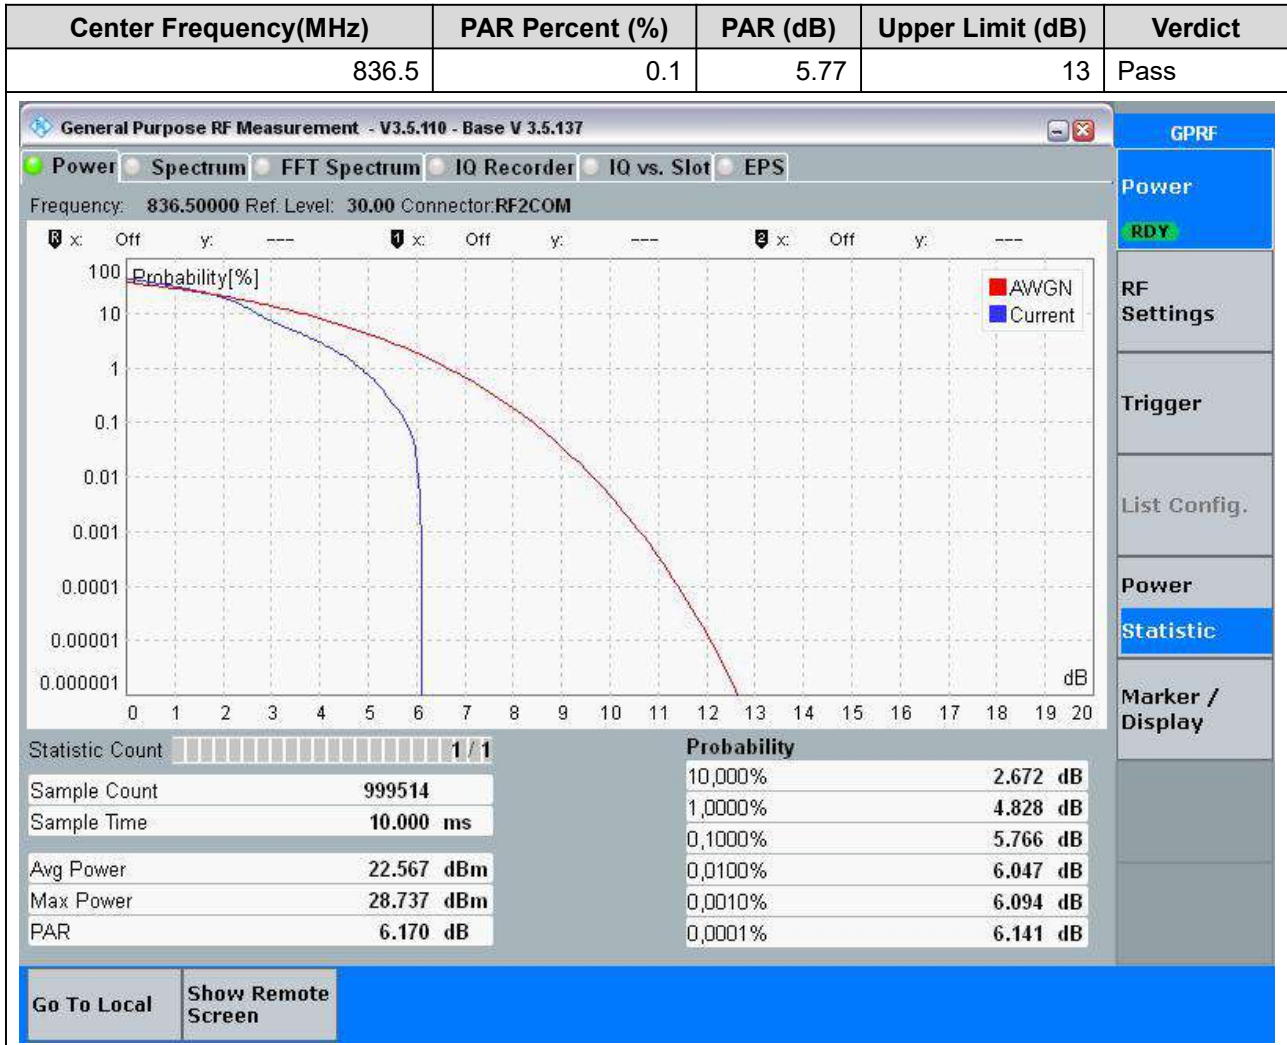 Center Frequency(MHz) PAR Percent (%) PAR (dB) Upper Limit (dB) Verdict
836.5 0.1 5.77 13 Pass
General Purpose RF Measurement - V3.5.110 - Base V 3.5.137
GPRF
Power Spectrum FFT Spectrum IQ Recorder IQ vs. Slot EPS
Power
RDY
Frequency: 836.50000 Ref. Level: 30.00 Connector:RF2COM
R x: Off y: --- 1 x: Off y: --- 2 x: Off y: ---
Probability[%]
AWGN
Current
100
10
1
0.1
0.01
0.001
0.0001
0.00001
0.000001
dB
0 1 2 3 4 5 6 7 8 9 10 11 12 13 14 15 16 17 18 19 20
RF
Settings
Trigger
List Config.
Power
Statistic
Marker /
Display
Statistic Count 1 / 1
Sample Count 999514
Sample Time 10.000 ms
Avg Power 22.567 dBm
Max Power 28.737 dBm
PAR 6.170 dB
Probability
10,000% 2.672 dB
1,0000% 4.828 dB
0,1000% 5.766 dB
0,0100% 6.047 dB
0,0010% 6.094 dB
0,0001% 6.141 dB
Go To Local
Show Remote
Screen